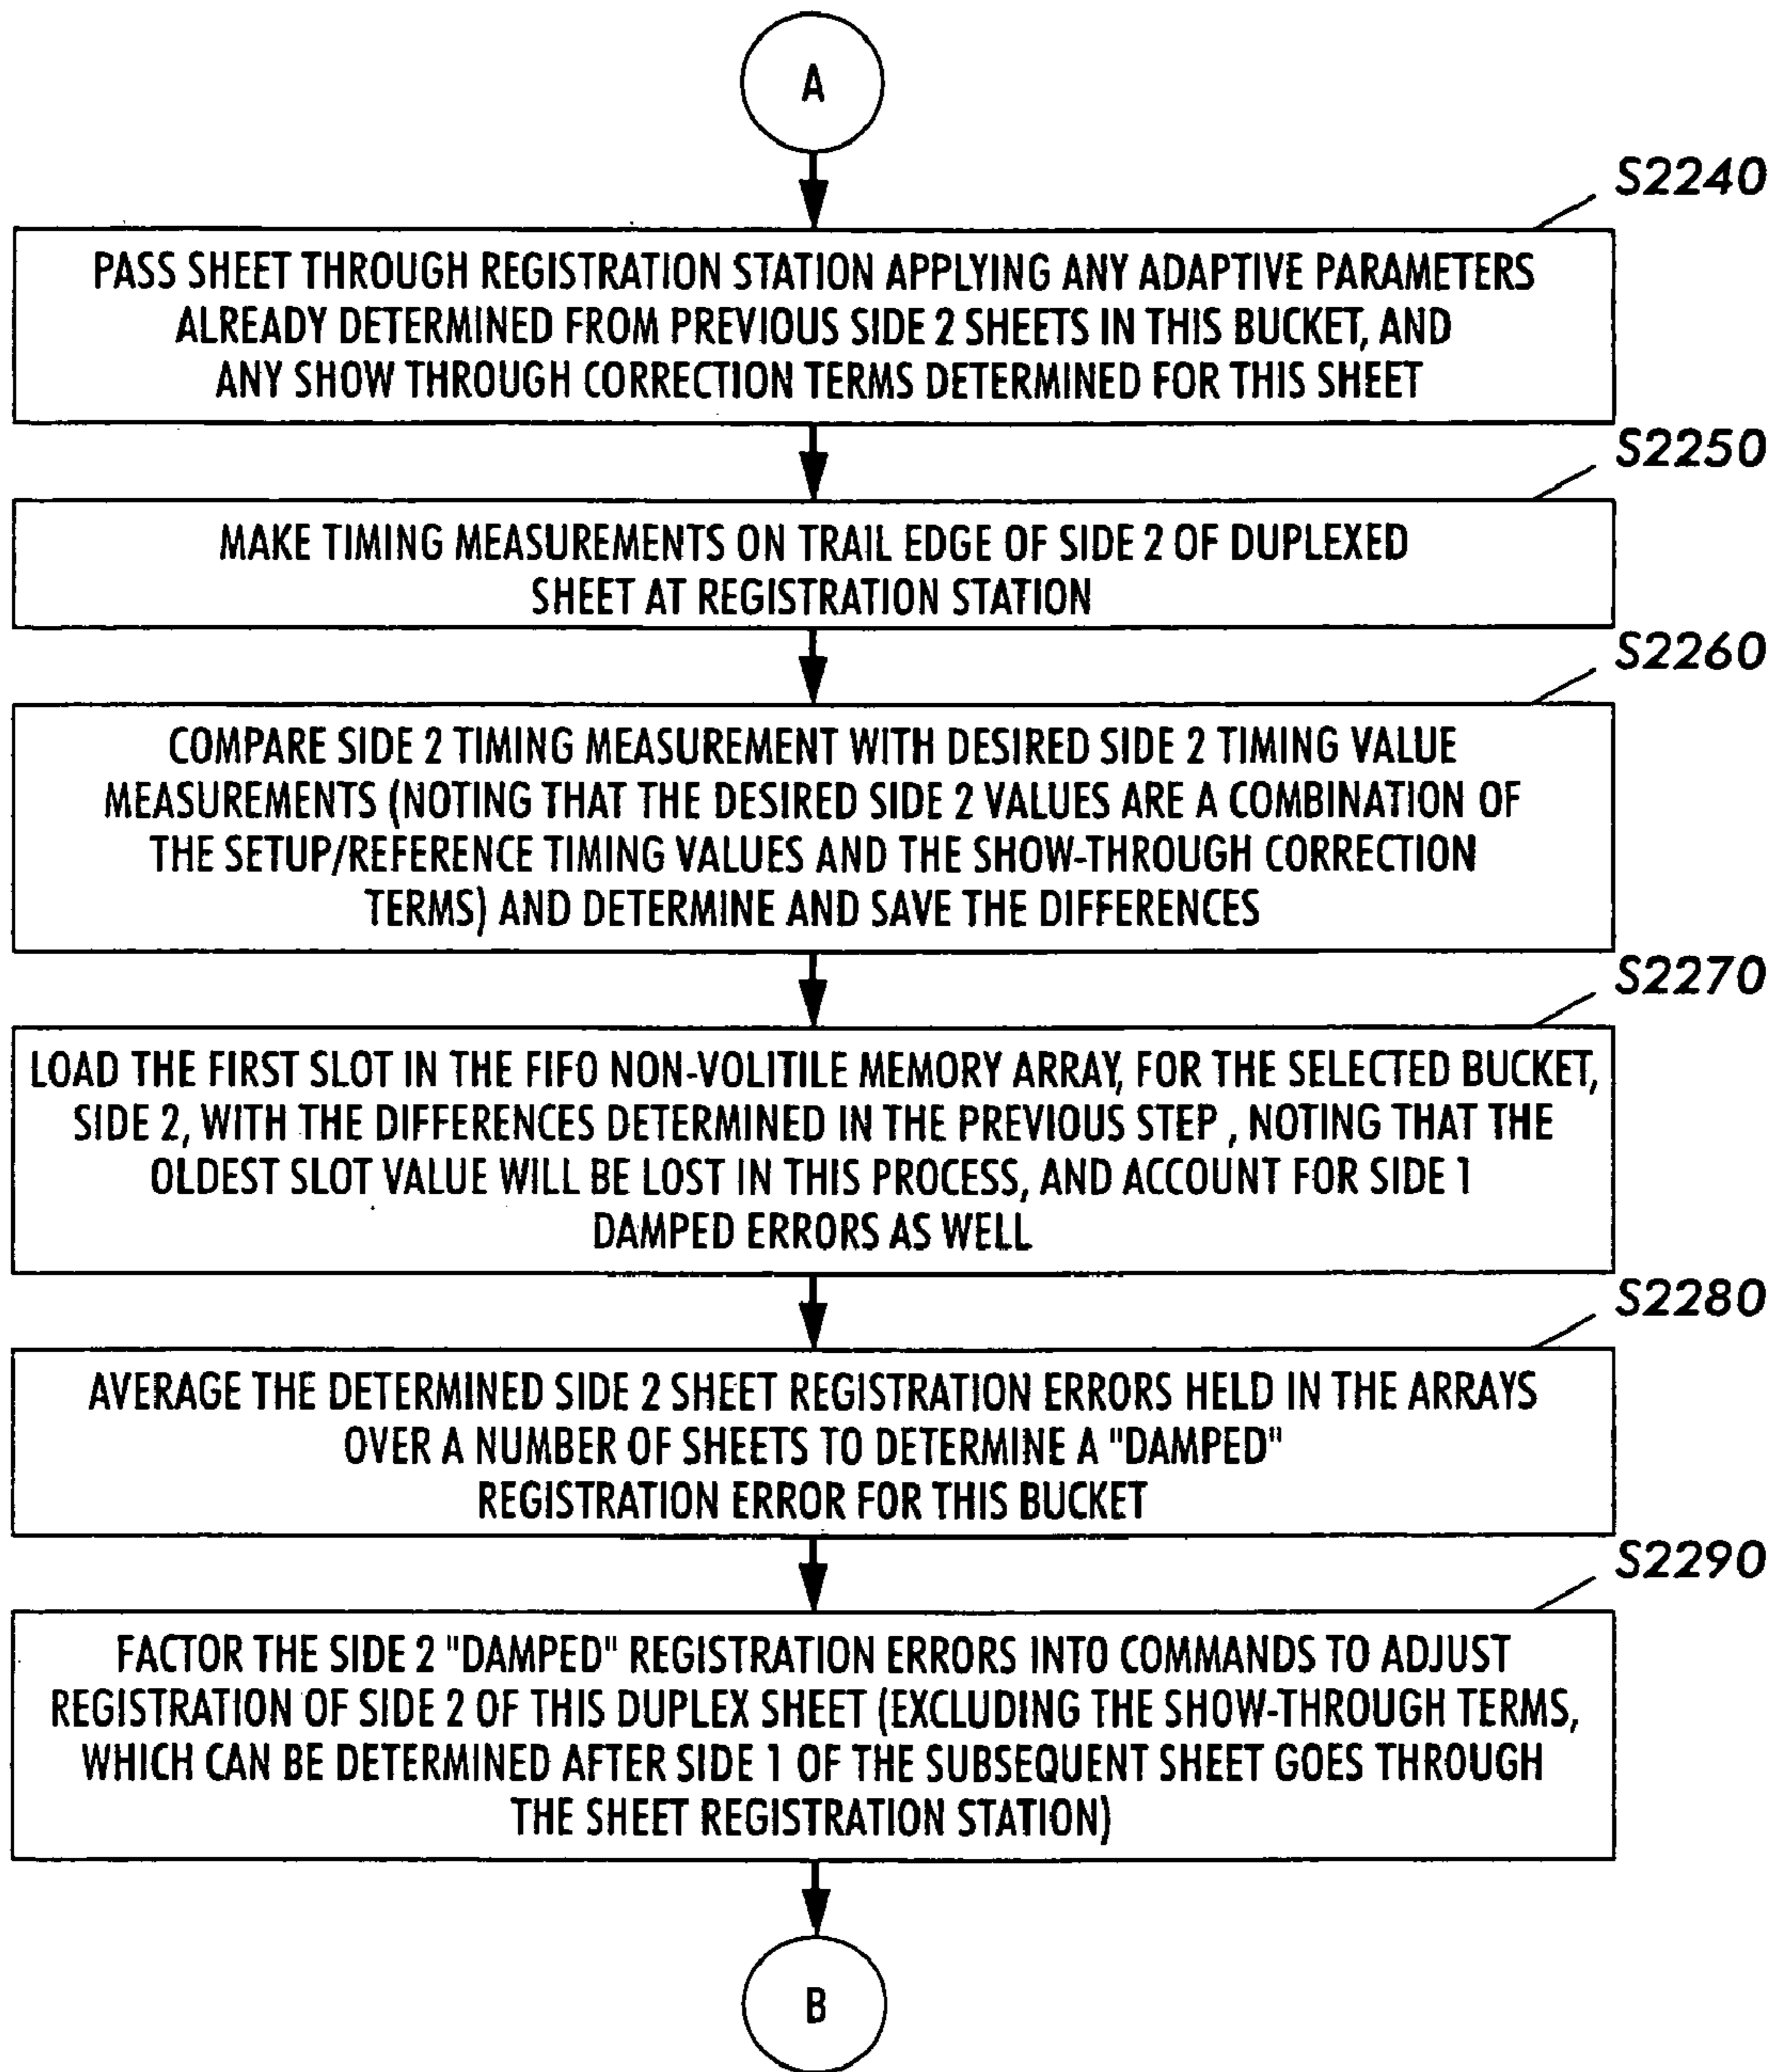 A
S2240
PASS SHEET THROUGH REGISTRATION STATION APPLYING ANY ADAPTIVE PARAMETERS
ALREADY DETERMINED FROM PREVIOUS SIDE 2 SHEETS IN THIS BUCKET, AND
ANY SHOW THROUGH CORRECTION TERMS DETERMINED FOR THIS SHEET
S2250
MAKE TIMING MEASUREMENTS ON TRAIL EDGE OF SIDE 2 OF DUPLEXED
SHEET AT REGISTRATION STATION
S2260
COMPARE SIDE 2 TIMING MEASUREMENT WITH DESIRED SIDE 2 TIMING VALUE
MEASUREMENTS (NOTING THAT THE DESIRED SIDE 2 VALUES ARE A COMBINATION OF
THE SETUP/REFERENCE TIMING VALUES AND THE SHOW-THROUGH CORRECTION
TERMS) AND DETERMINE AND SAVE THE DIFFERENCES
S2270
LOAD THE FIRST SLOT IN THE FIFO NON-VOLITILE MEMORY ARRAY, FOR THE SELECTED BUCKET,
SIDE 2, WITH THE DIFFERENCES DETERMINED IN THE PREVIOUS STEP , NOTING THAT THE
OLDEST SLOT VALUE WILL BE LOST IN THIS PROCESS, AND ACCOUNT FOR SIDE 1
DAMPED ERRORS AS WELL
S2280
AVERAGE THE DETERMINED SIDE 2 SHEET REGISTRATION ERRORS HELD IN THE ARRAYS
OVER A NUMBER OF SHEETS TO DETERMINE A "DAMPED"
REGISTRATION ERROR FOR THIS BUCKET
S2290
FACTOR THE SIDE 2 "DAMPED" REGISTRATION ERRORS INTO COMMANDS TO ADJUST
REGISTRATION OF SIDE 2 OF THIS DUPLEX SHEET (EXCLUDING THE SHOW-THROUGH TERMS,
WHICH CAN BE DETERMINED AFTER SIDE 1 OF THE SUBSEQUENT SHEET GOES THROUGH
THE SHEET REGISTRATION STATION)
B